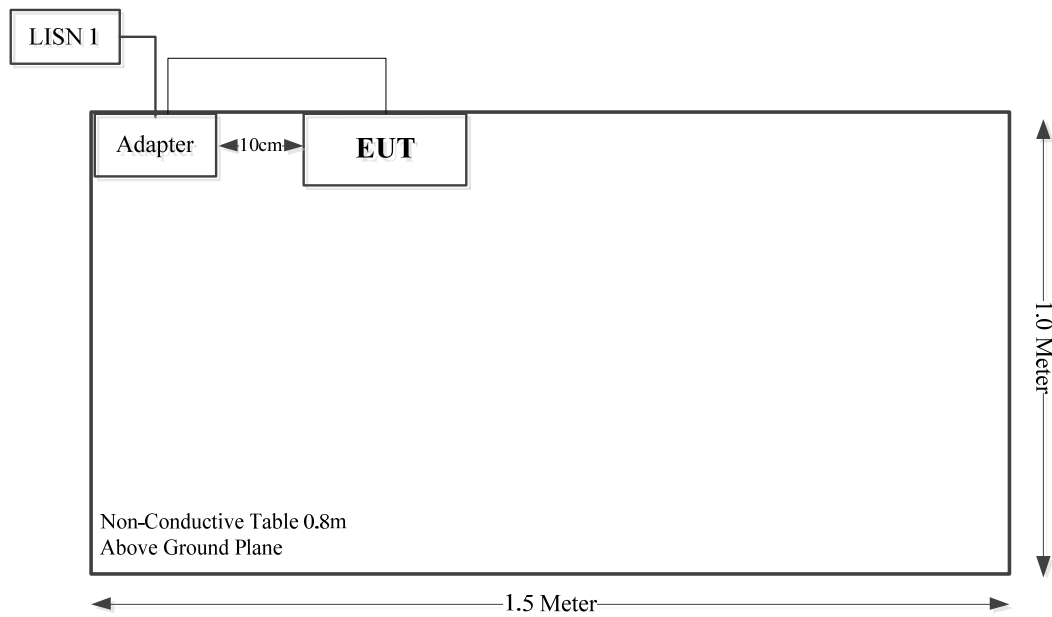 LISN 1
Adapter
10cm
EUT
1.0 Meter
Non-Conductive Table 0.8m
Above Ground Plane
1.5 Meter